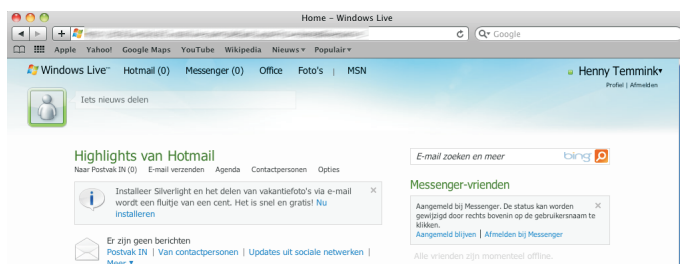 Home – Windows Live
Google
Apple Yahoo! Google Maps YouTube Wikipedia Nieuws ▾ Populair ▾
Windows Live™ Hotmail (0) Messenger (0) Office Foto's | MSN
Henny Temmink▾
Profiel | Afmelden
Iets nieuws delen
Highlights van Hotmail
Naar Postvak IN (0) E-mail verzenden Agenda Contactpersonen Opties
Installeer Silverlight en het delen van vakantiefoto's via e-mail
wordt een fluitje van een cent. Het is snel en gratis! Nu
installeren
Er zijn geen berichten
Postvak IN | Van contactpersonen | Updates uit sociale netwerken |
Meer ▾
E-mail zoeken en meer bing
Messenger-vrienden
Aangemeld bij Messenger. De status kan worden
gewijzigd door rechts bovenin op de gebruikersnaam te
klikken.
Aangemeld blijven | Afmelden bij Messenger
Alle vrienden zijn momenteel offline.